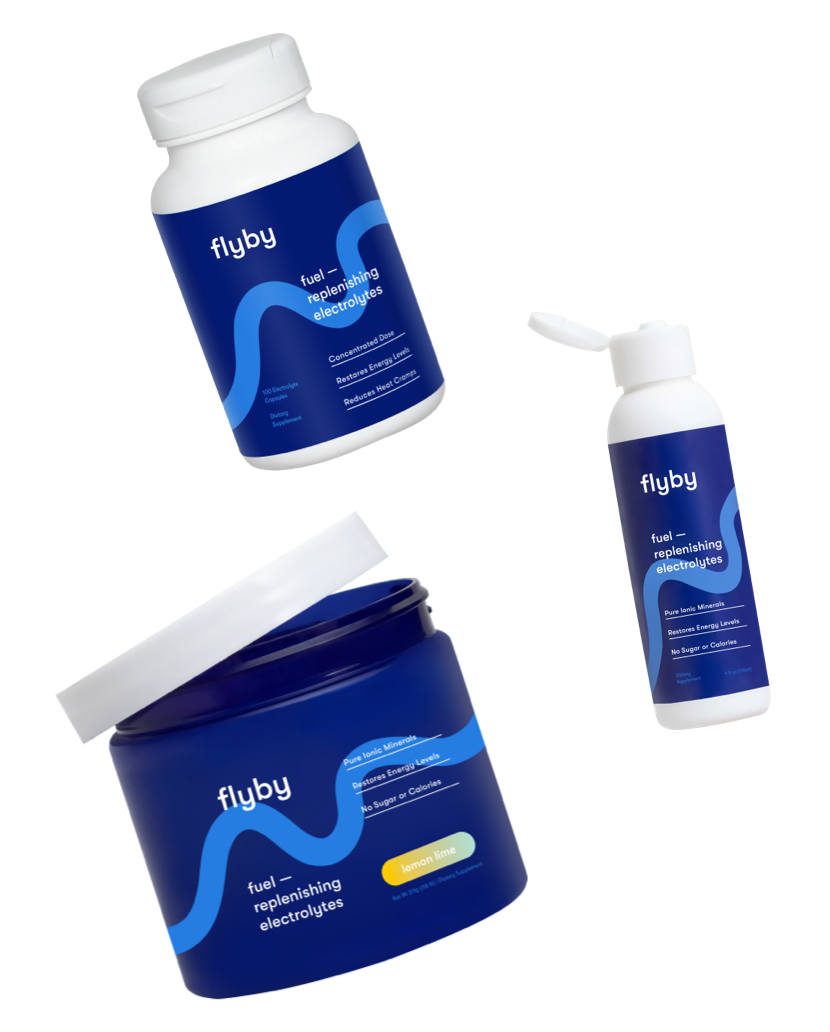 flyby
fuel —
replenishing
electrolytes
Concentrated Dose
Restores Energy Levels
Reduces Heat Cramps
100 Electrolyte
Capsules
Dietary
Supplement
flyby
fuel —
replenishing
electrolytes
Pure Ionic Minerals
Restores Energy Levels
No Sugar or Calories
Dietary
Supplement
flyby
fuel —
replenishing
electrolytes
Pure Ionic Minerals
Restores Energy Levels
No Sugar or Calories
lemon lime
Dietary Supplement